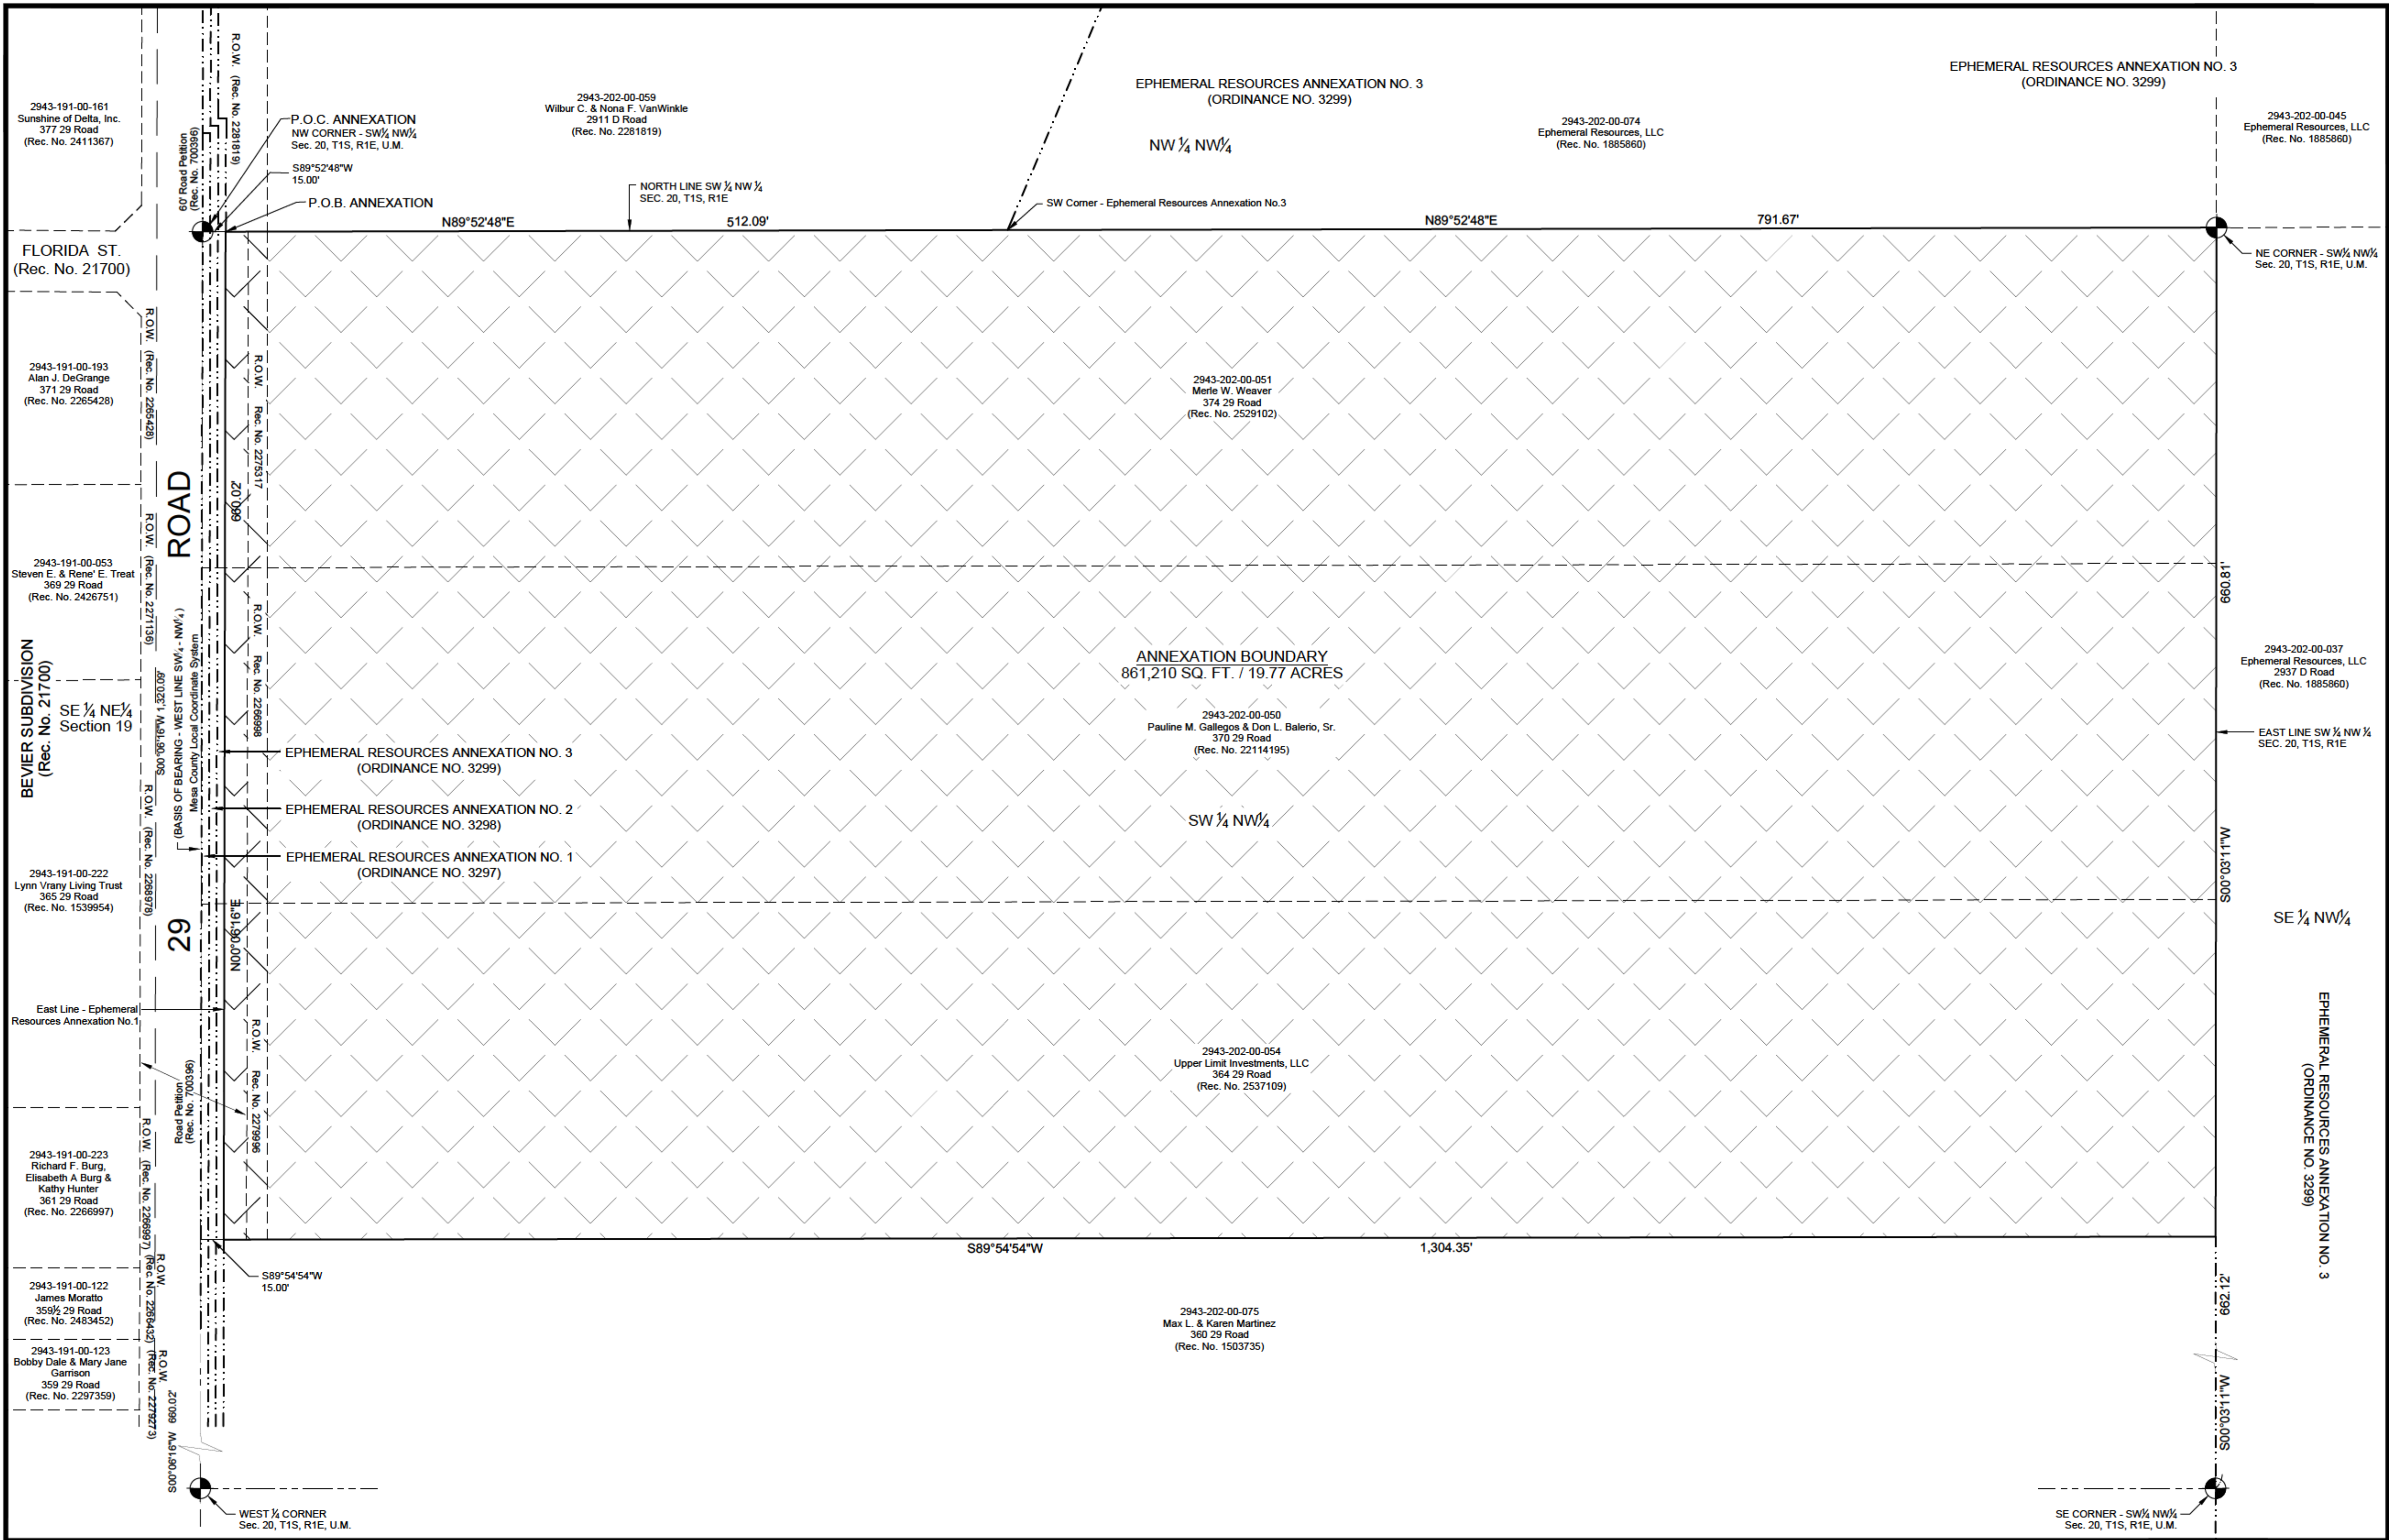 2943-191-00-161
Sunshine of Delta, Inc.
377 29 Road
(Rec. No. 2411367)
60' Road Petition
(Rec. No. 700396)
R.O.W. (Rec. No. 2281819)
P.O.C. ANNEXATION
NW CORNER - SW¼ NW¼
Sec. 20, T1S, R1E, U.M.
S89°52'48"W
15.00'
P.O.B. ANNEXATION
2943-202-00-059
Wilbur C. & Nona F. VanWinkle
2911 D Road
(Rec. No. 2281819)
NORTH LINE SW ¼ NW ¼
SEC. 20, T1S, R1E
N89°52'48"E 512.09'
EPHEMERAL RESOURCES ANNEXATION NO. 3
(ORDINANCE NO. 3299)
NW ¼ NW¼
SW Corner - Ephemeral Resources Annexation No.3
2943-202-00-074
Ephemeral Resources, LLC
(Rec. No. 1885860)
N89°52'48"E 791.67'
EPHEMERAL RESOURCES ANNEXATION NO. 3
(ORDINANCE NO. 3299)
2943-202-00-045
Ephemeral Resources, LLC
(Rec. No. 1885860)
NE CORNER - SW¼ NW¼
Sec. 20, T1S, R1E, U.M.
FLORIDA ST.
(Rec. No. 21700)
2943-191-00-193
Alan J. DeGrange
371 29 Road
(Rec. No. 2265428)
R.O.W. (Rec. No. 2265428)
2943-191-00-053
Steven E. & Rene' E. Treat
369 29 Road
(Rec. No. 2426751)
R.O.W. (Rec. No. 2271136)
BEVIER SUBDIVISION
(Rec. No. 21700)
SE ¼ NE¼
Section 19
2943-191-00-222
Lynn Vrany Living Trust
365 29 Road
(Rec. No. 1539954)
R.O.W. (Rec. No. 2268978)
East Line - Ephemeral
Resources Annexation No.1
2943-191-00-223
Richard F. Burg,
Elisabeth A Burg &
Kathy Hunter
361 29 Road
(Rec. No. 2266997)
R.O.W. (Rec. No. 2266997)
2943-191-00-122
James Moratto
359½ 29 Road
(Rec. No. 2483452)
R.O.W. (Rec. No. 2266432)
2943-191-00-123
Bobby Dale & Mary Jane
Garrison
359 29 Road
(Rec. No. 2297359)
R.O.W. (Rec. No. 2279273)
29 ROAD
S00°06'16"W 1,320.05'
(BASIS OF BEARING - WEST LINE SW¼ - NW¼)
Mesa County Local Coordinate System
Road Petition
(Rec. No. 700396)
N00°06'16"E 660.02'
R.O.W. Rec. No. 2275317
R.O.W. Rec. No. 2266998
R.O.W. Rec. No. 2279996
2943-202-00-051
Merle W. Weaver
374 29 Road
(Rec. No. 2529102)
ANNEXATION BOUNDARY
861,210 SQ. FT. / 19.77 ACRES
2943-202-00-050
Pauline M. Gallegos & Don L. Balerio, Sr.
370 29 Road
(Rec. No. 22114195)
SW ¼ NW¼
EPHEMERAL RESOURCES ANNEXATION NO. 3
(ORDINANCE NO. 3299)
EPHEMERAL RESOURCES ANNEXATION NO. 2
(ORDINANCE NO. 3298)
EPHEMERAL RESOURCES ANNEXATION NO. 1
(ORDINANCE NO. 3297)
2943-202-00-054
Upper Limit Investments, LLC
364 29 Road
(Rec. No. 2537109)
S00°03'11"W 660.81'
2943-202-00-037
Ephemeral Resources, LLC
2937 D Road
(Rec. No. 1885860)
EAST LINE SW ¼ NW ¼
SEC. 20, T1S, R1E
SE ¼ NW¼
EPHEMERAL RESOURCES ANNEXATION NO. 3
(ORDINANCE NO. 3299)
S89°54'54"W 1,304.35'
S89°54'54"W
15.00'
2943-202-00-075
Max L. & Karen Martinez
360 29 Road
(Rec. No. 1503735)
S00°03'11"W 662.12'
S00°06'16"W 660.02'
WEST ¼ CORNER
Sec. 20, T1S, R1E, U.M.
SE CORNER - SW¼ NW¼
Sec. 20, T1S, R1E, U.M.